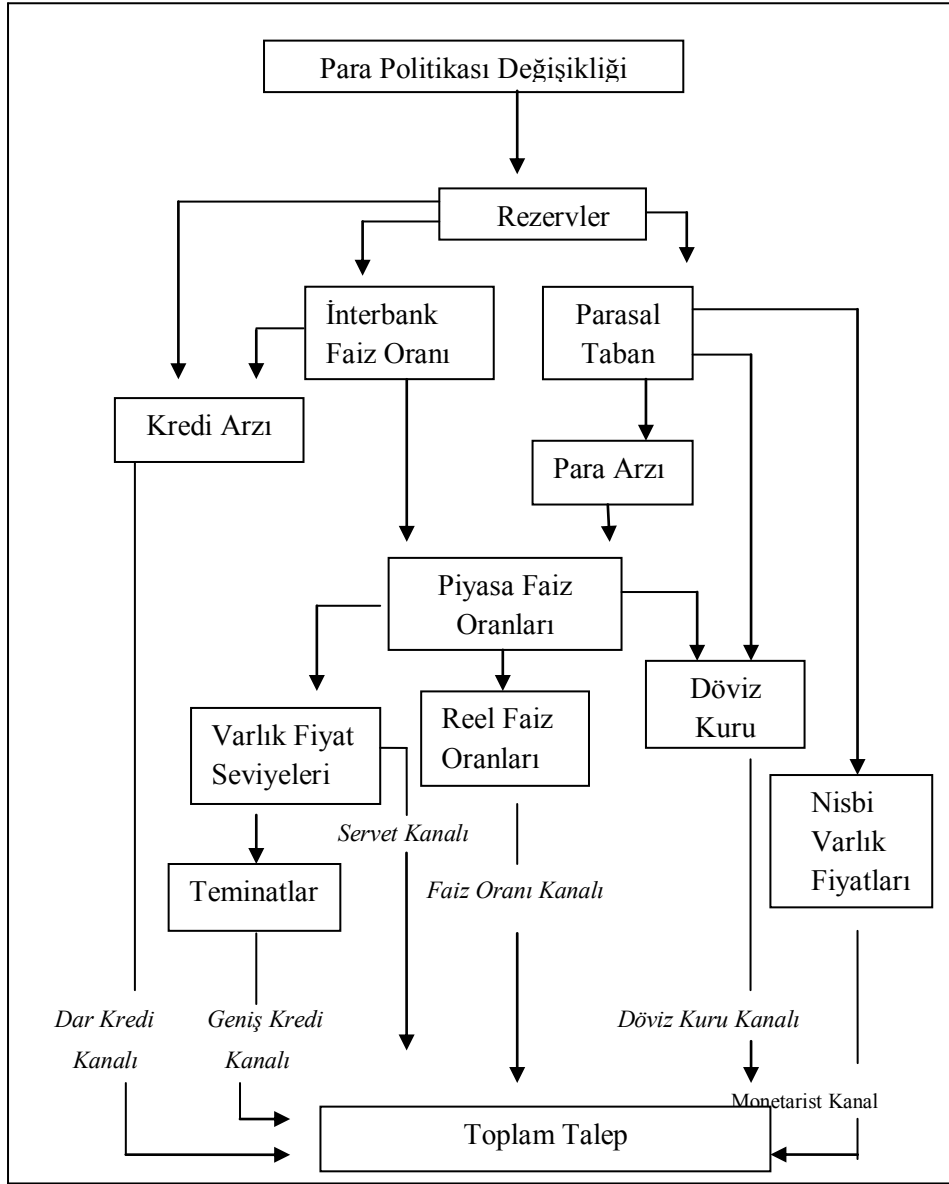 Para Politikası Değişikliği
Rezervler
İnterbank
Faiz Oranı
Parasal
Taban
Kredi Arzı
Para Arzı
Piyasa Faiz
Oranları
Varlık Fiyat
Seviyeleri
Reel Faiz
Oranları
Döviz
Kuru
Nisbi
Varlık
Fiyatları
Servet Kanalı
Teminatlar
Faiz Oranı Kanalı
Dar Kredi
Kanalı
Geniş Kredi
Kanalı
Döviz Kuru Kanalı
Monetarist Kanal
Toplam Talep